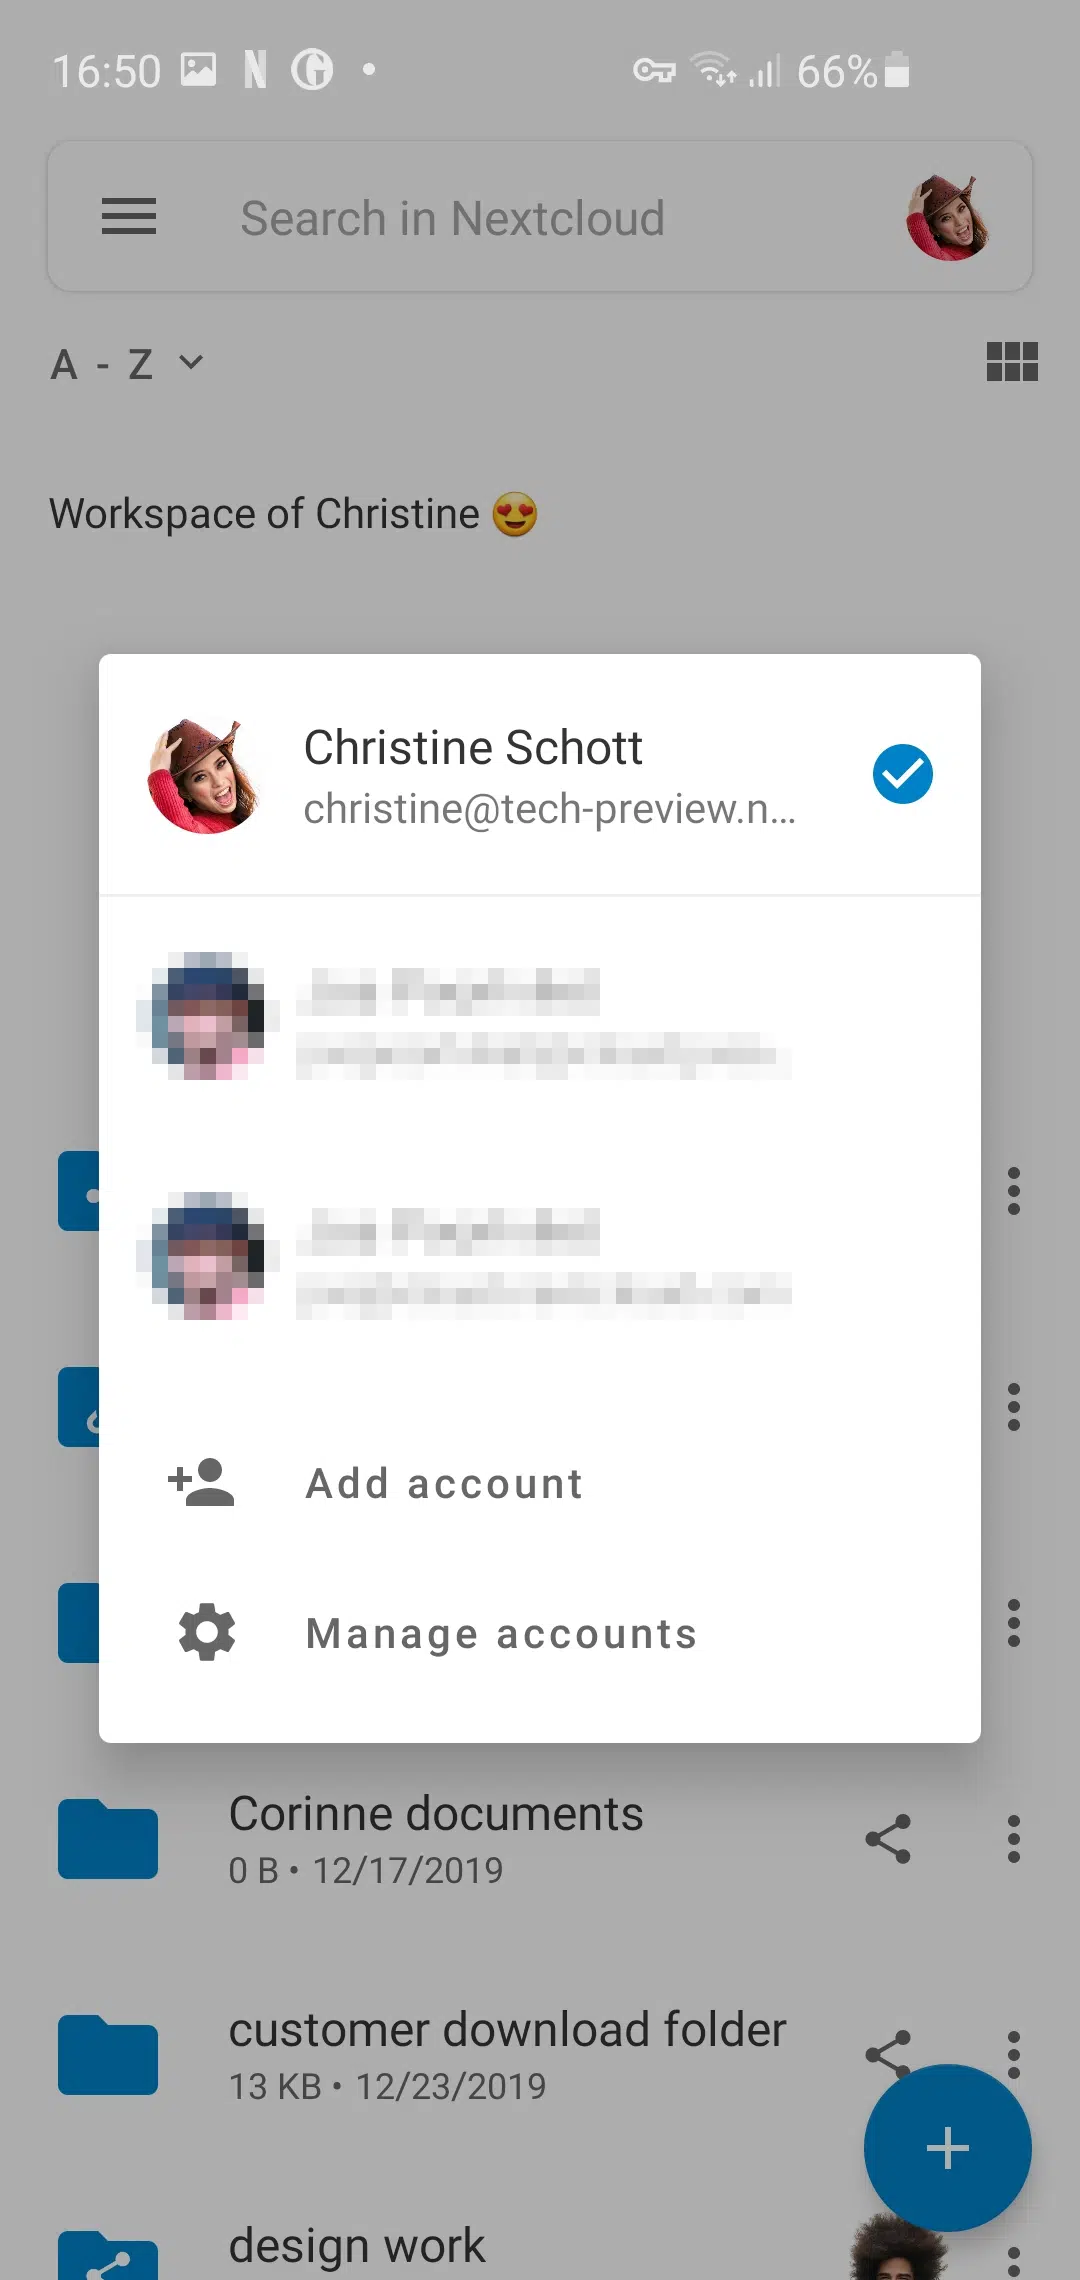 16:50
66%
Search in Nextcloud
A - Z
Workspace of Christine 😍
Christine Schott
christine@tech-preview.n...
Add account
Manage accounts
Corinne documents
0 B • 12/17/2019
customer download folder
13 KB • 12/23/2019
design work